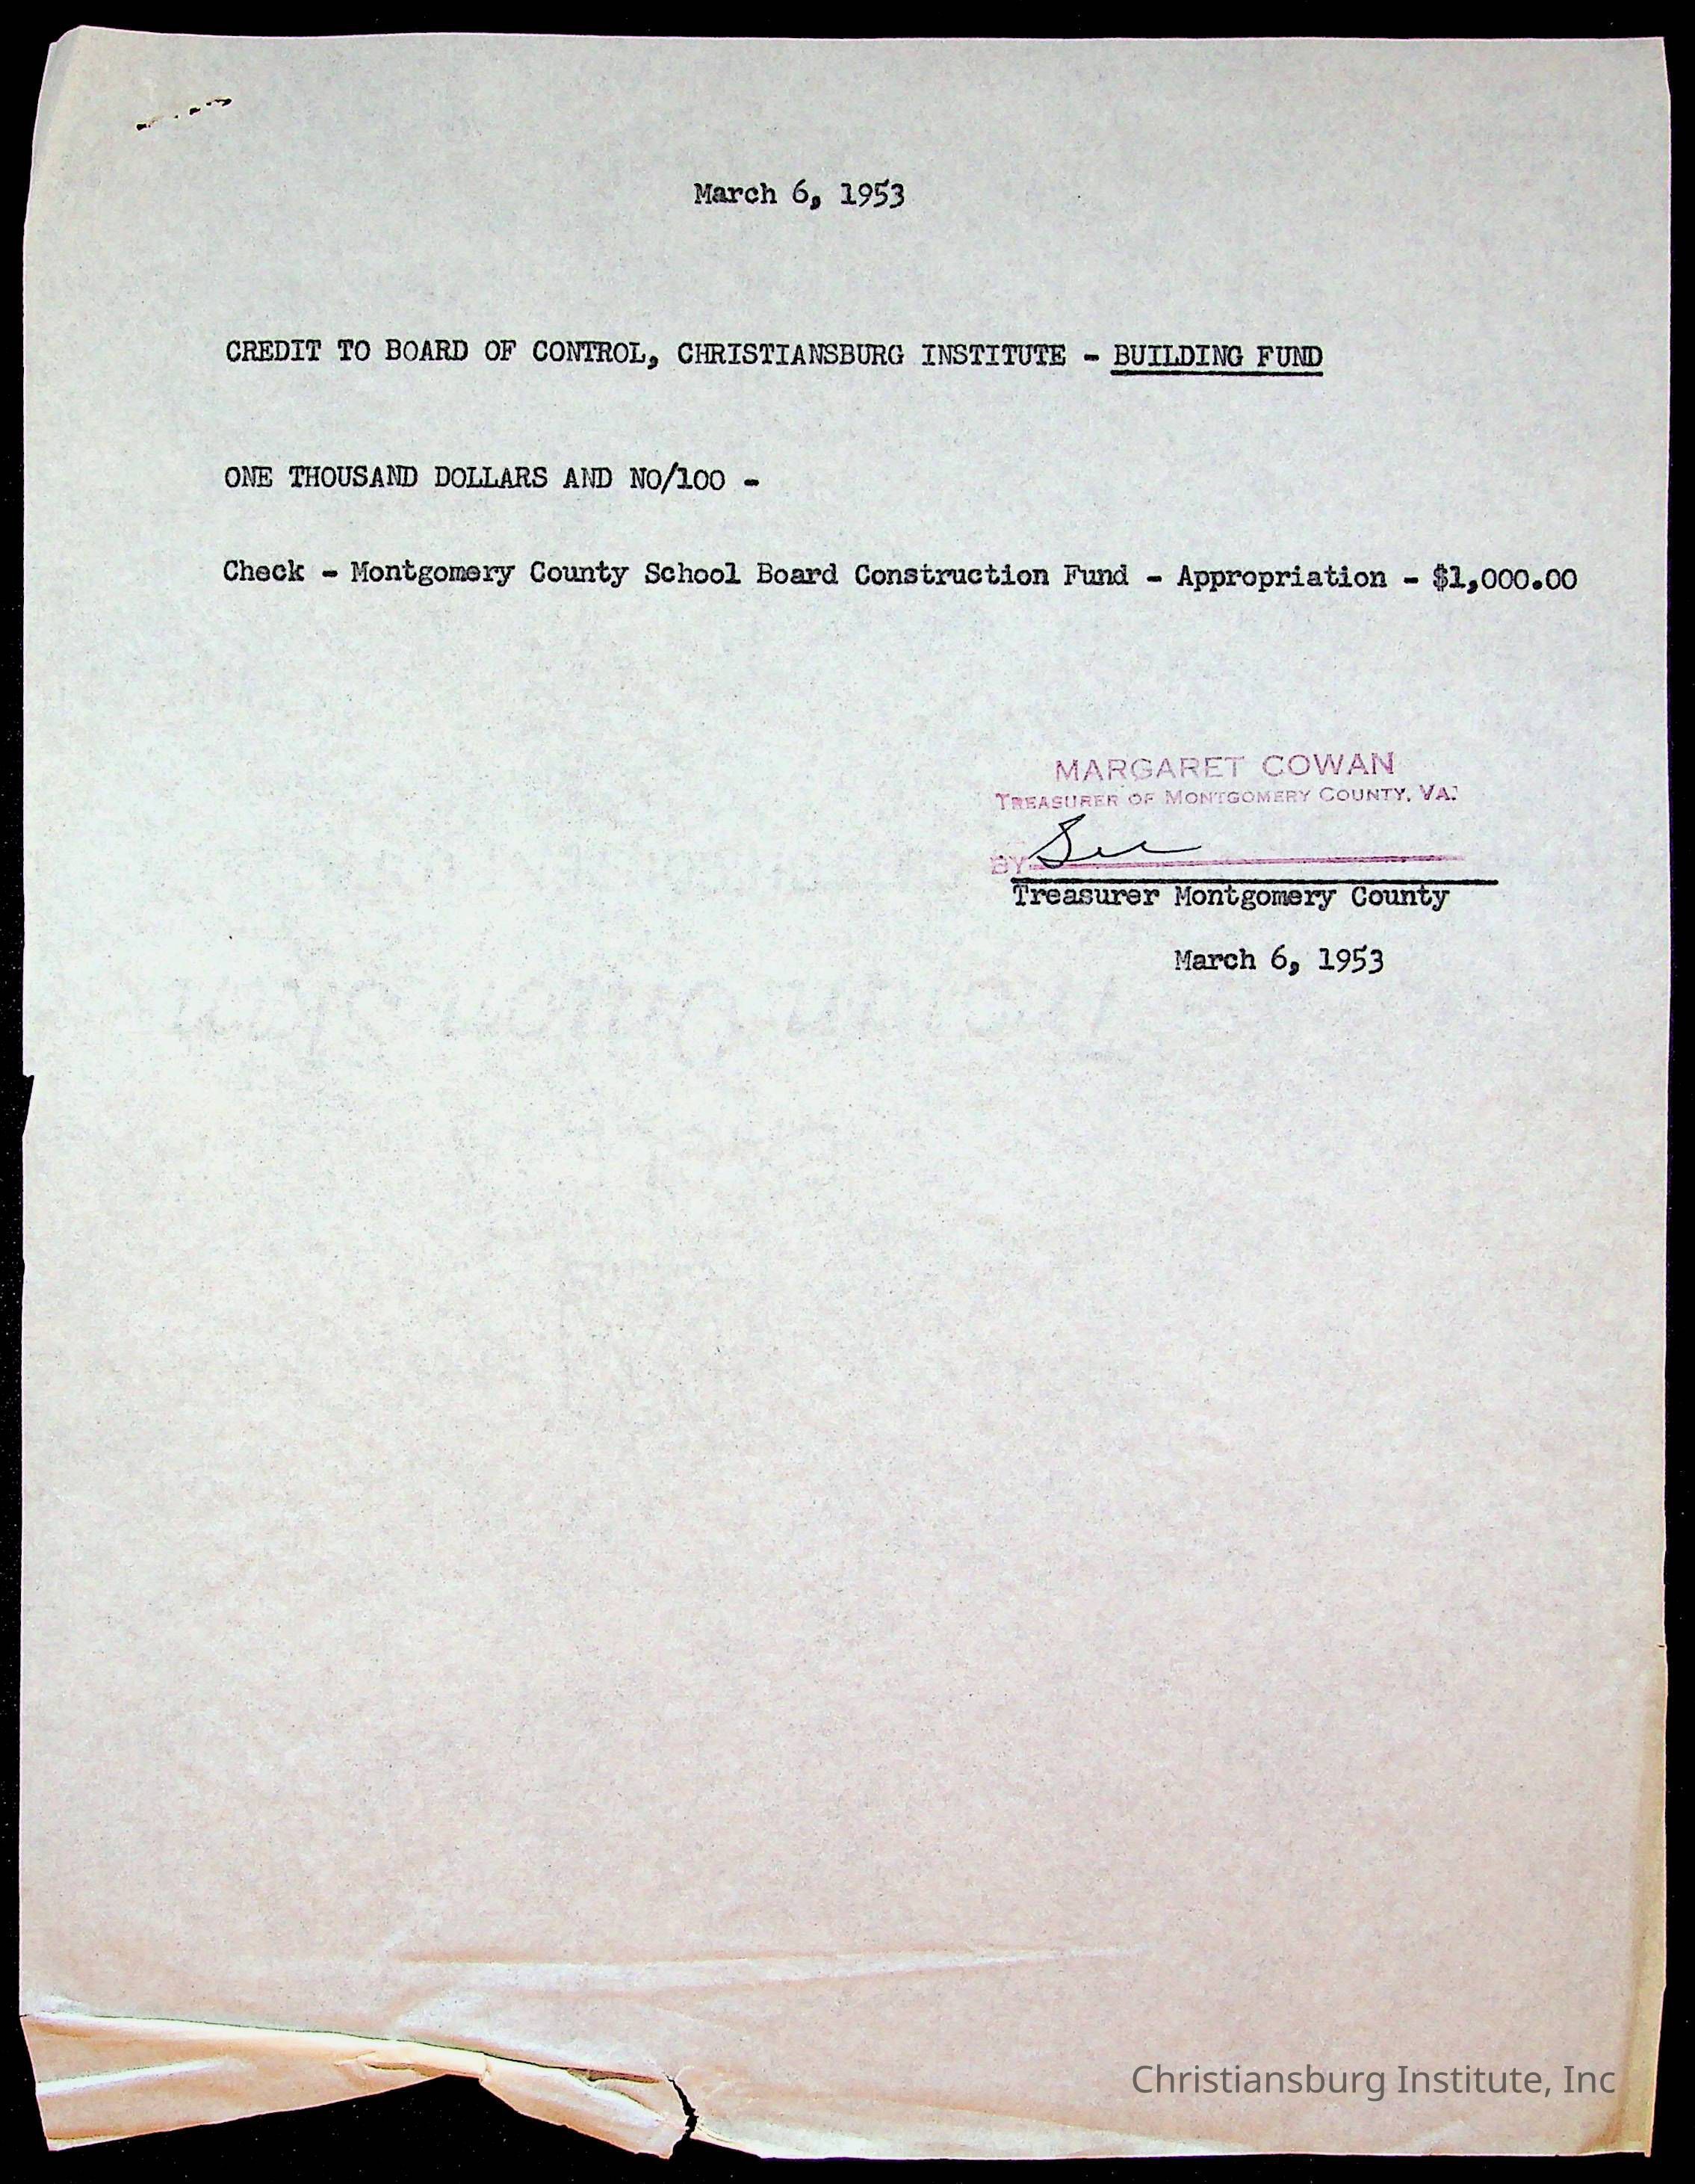 March 6, 1953
CREDIT TO BOARD OF CONTROL, CHRISTIANSBURG INSTITUTE - BUILDING FUND
ONE THOUSAND DOLLARS AND NO/100 -
Check - Montgomery County School Board Construction Fund - Appropriation - $1,000.00
MARGARET COWAN
TREASURER OF MONTGOMERY COUNTY, VA.
BY
Treasurer Montgomery County
March 6, 1953
Christiansburg Institute, Inc